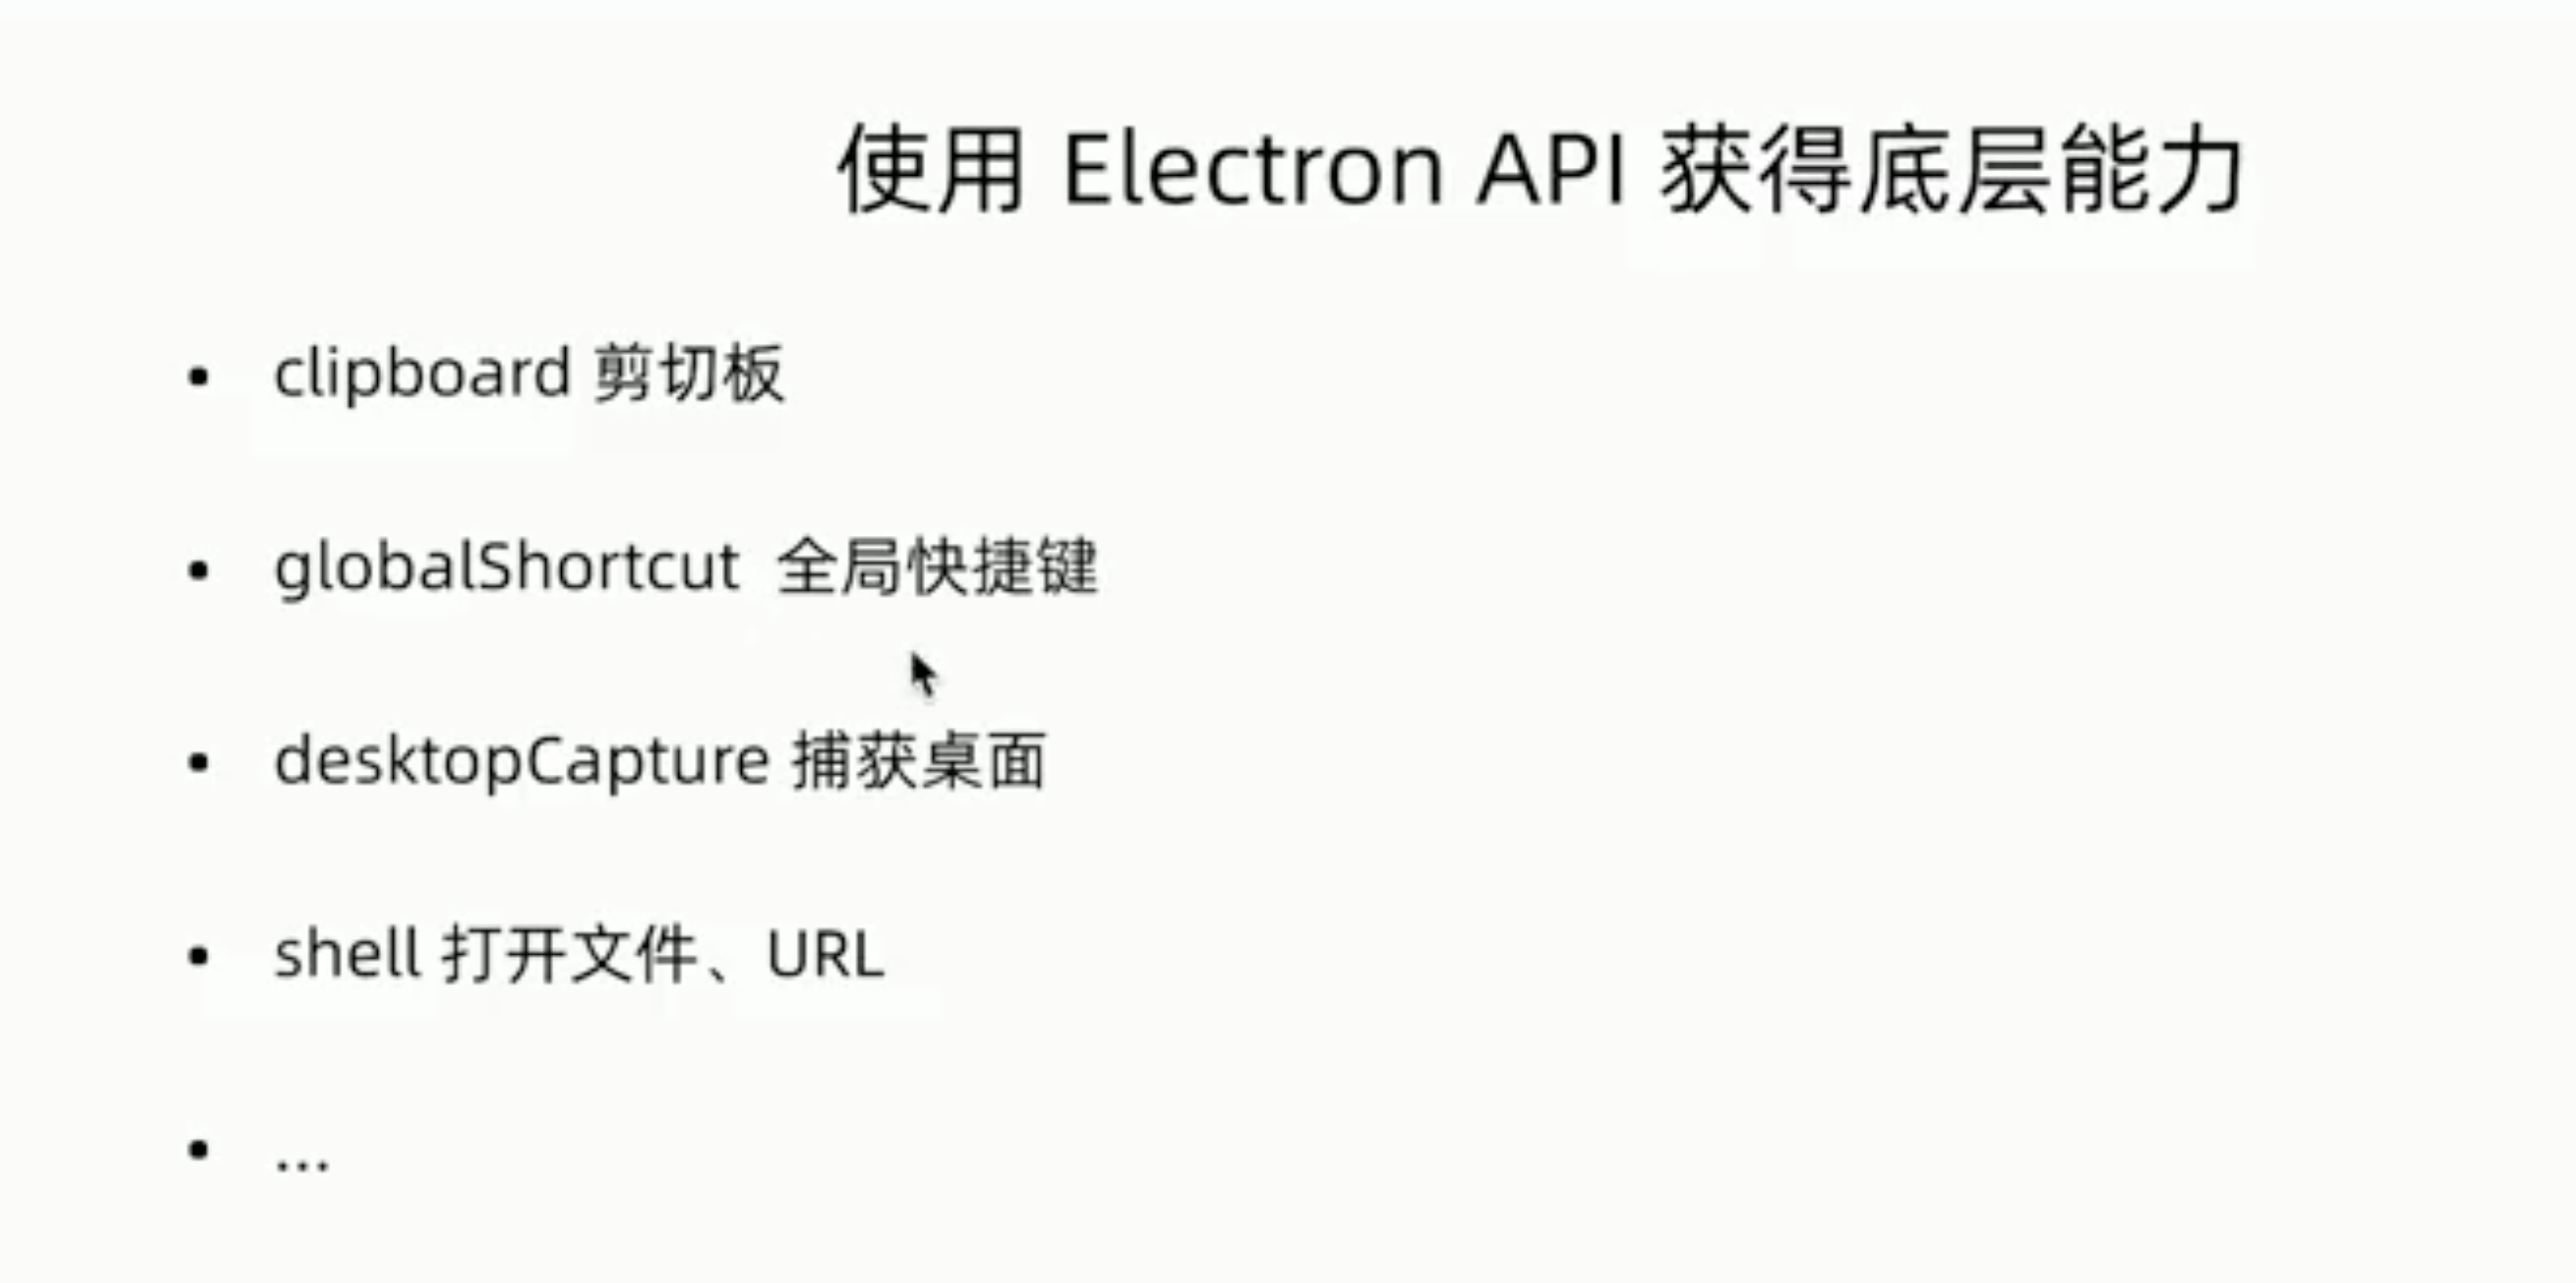 使用 Electron API 获得底层能力
• clipboard 剪切板
• globalShortcut 全局快捷键
• desktopCapture 捕获桌面
• shell 打开文件、URL
• ...